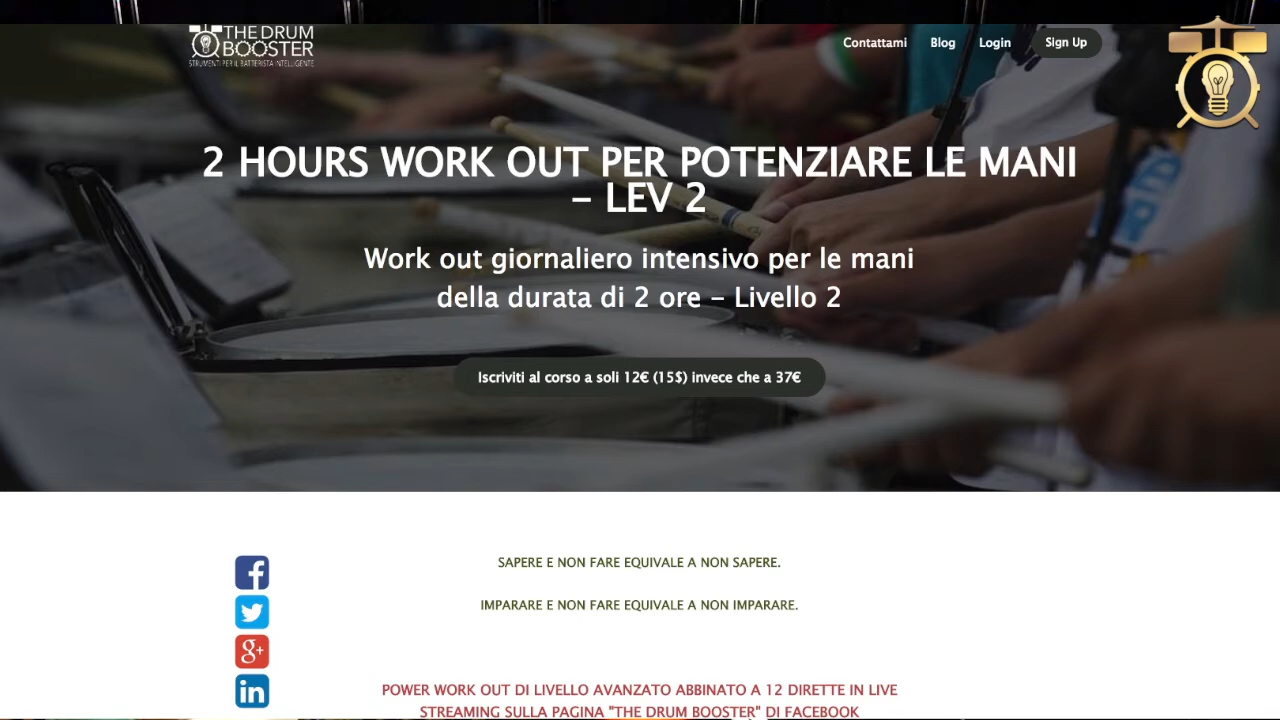 THE DRUM
BOOSTER
STRUMENTI PER IL BATTERISTA INTELLIGENTE
Contattami Blog Login Sign Up
2 HOURS WORK OUT PER POTENZIARE LE MANI
– LEV 2
Work out giornaliero intensivo per le mani
della durata di 2 ore – Livello 2
Iscriviti al corso a soli 12€ (15$) invece che a 37€
SAPERE E NON FARE EQUIVALE A NON SAPERE.
IMPARARE E NON FARE EQUIVALE A NON IMPARARE.
POWER WORK OUT DI LIVELLO AVANZATO ABBINATO A 12 DIRETTE IN LIVE
STREAMING SULLA PAGINA "THE DRUM BOOSTER" DI FACEBOOK